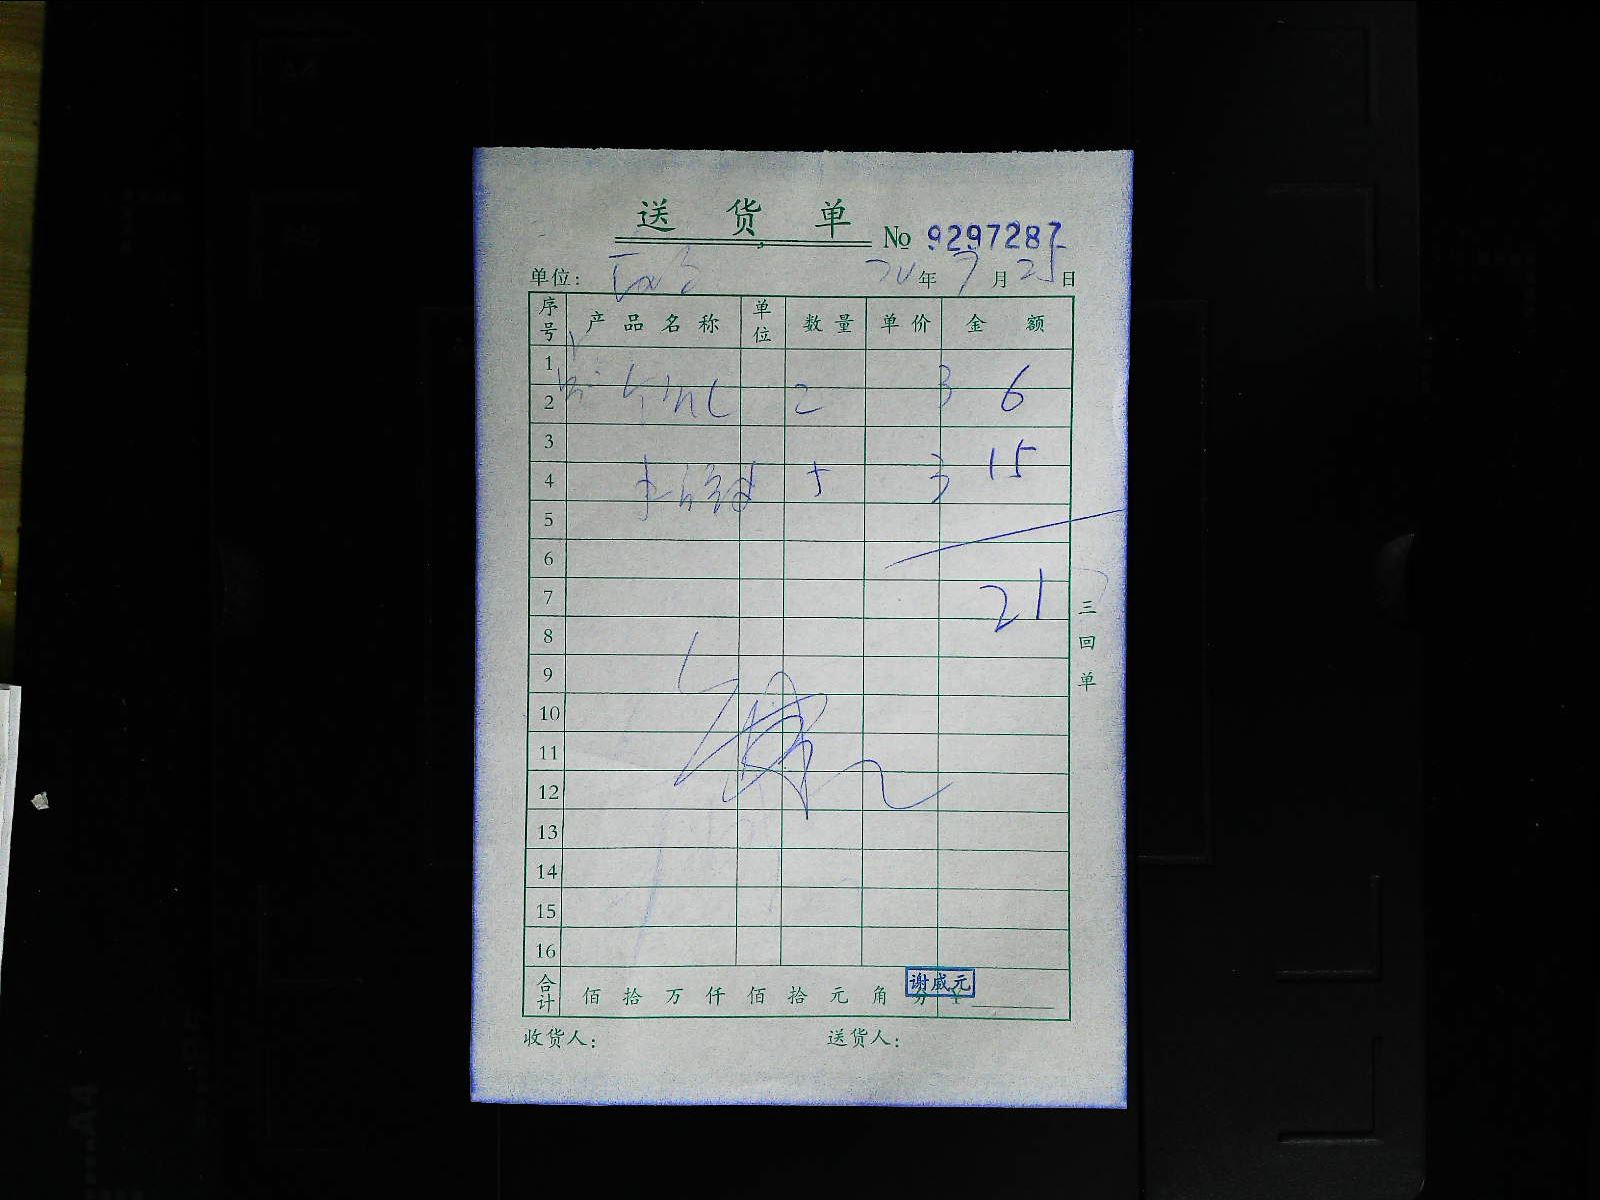 送 货 单
No 9297287
单位: 年 7 月 25 日
序号 产品名称 单位 数量 单价 金额
1
2 2 3 6
3
4 5 3 15
5
6
7 21
8
9
10
11
12
13
14
15
16
三回单
谢威元
合计 佰 拾 万 仟 佰 拾 元 角 分 ¥
收货人: 送货人: